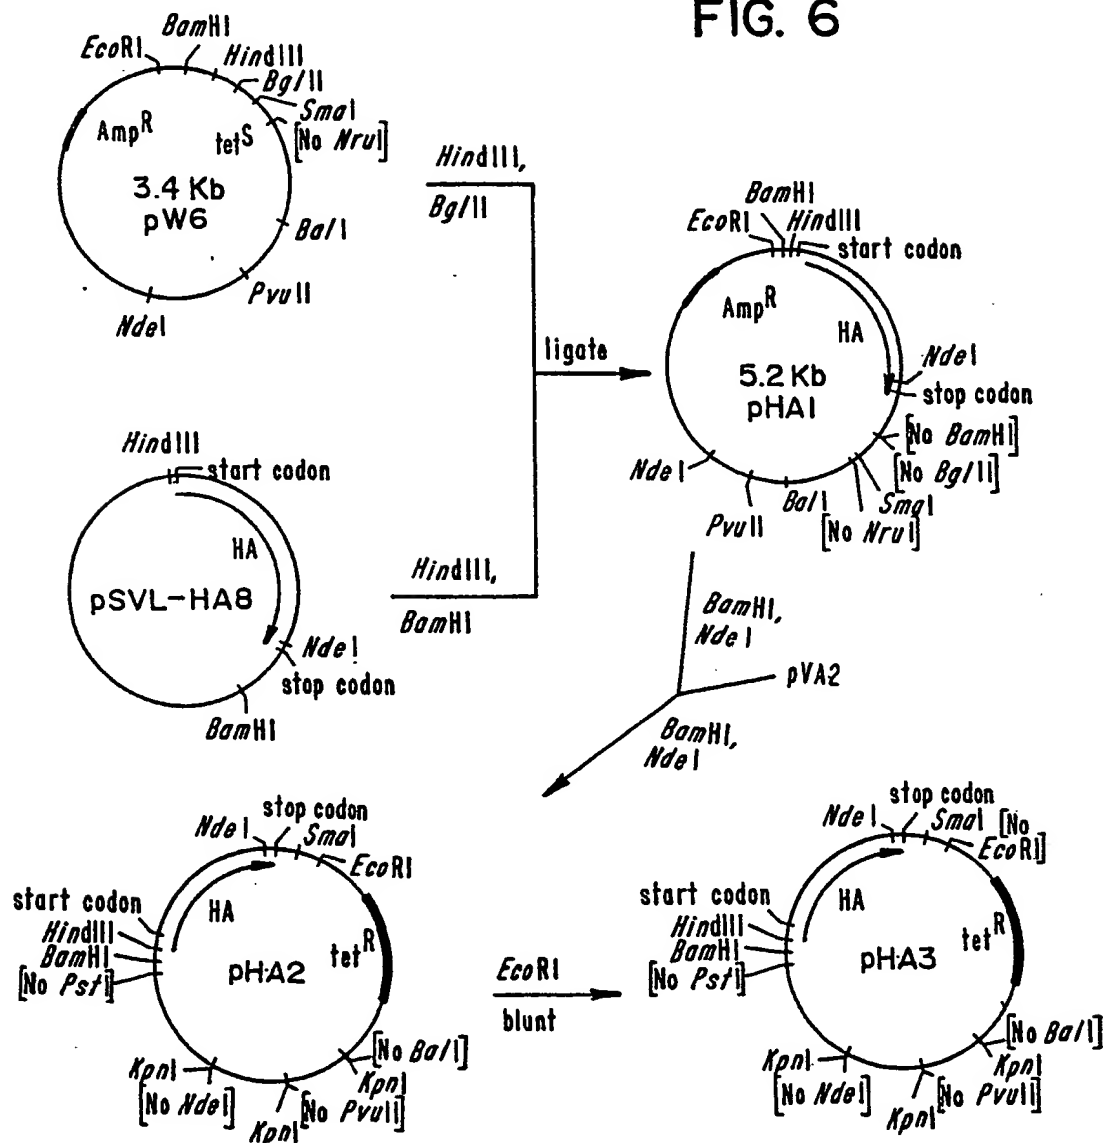 FIG. 6
BamHI
EcoRI
HindIII
BglII
SmaI
[No NruI]
AmpR
tetS
3.4 Kb
pW6
BalI
PvuII
NdeI
HindIII,
BglII
ligate
HindIII
start codon
HA
pSVL-HA8
NdeI
stop codon
BamHI
HindIII,
BamHI
BamHI
EcoRI
HindIII
start codon
AmpR
HA
5.2 Kb
pHA1
NdeI
stop codon
[No BamHI]
[No BglII]
SmaI
[No NruI]
BalI
PvuII
NdeI
BamHI,
NdeI
pVA2
BamHI,
NdeI
stop codon
NdeI
SmaI
EcoRI
start codon
HindIII
BamHI
[No PstI]
HA
tetR
pHA2
[No BalI]
KpnI
[No PvuII]
KpnI
KpnI
[No NdeI]
EcoRI
blunt
stop codon
NdeI
SmaI
[No
EcoRI]
start codon
HindIII
BamHI
[No PstI]
HA
tetR
pHA3
[No BalI]
KpnI
[No PvuII]
KpnI
KpnI
[No NdeI]